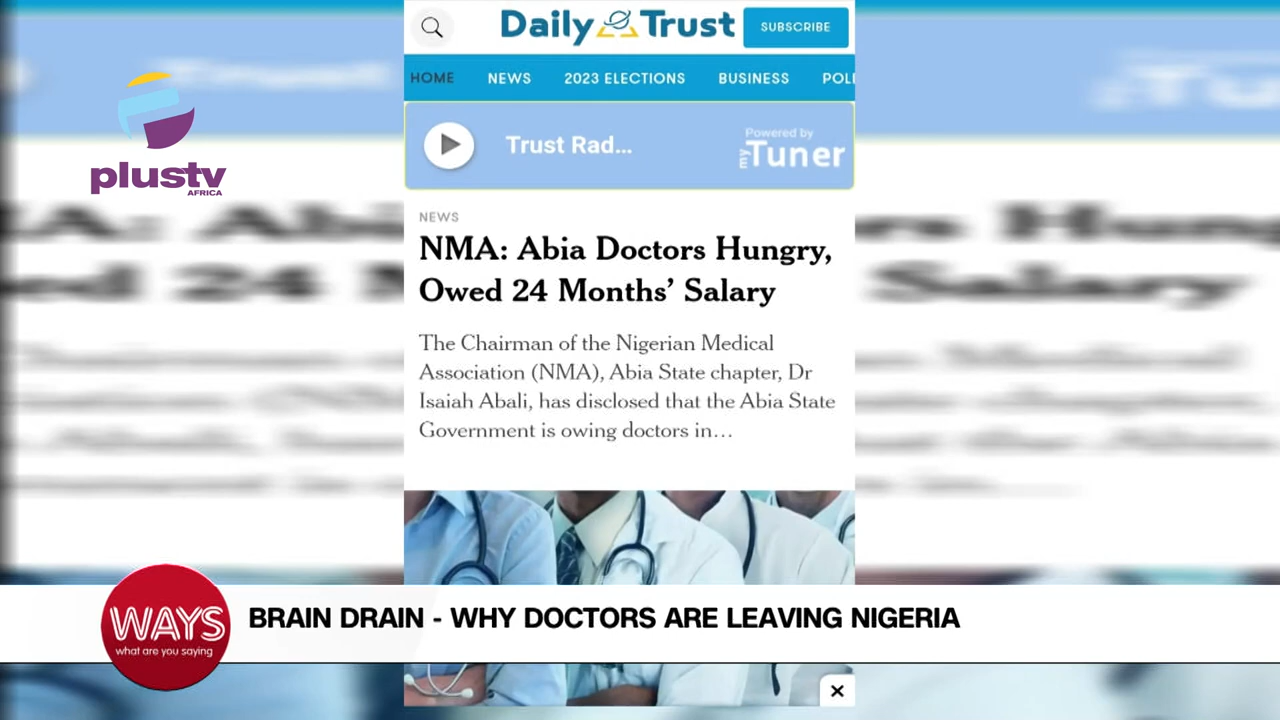 Daily Trust
SUBSCRIBE
HOME NEWS 2023 ELECTIONS BUSINESS POLI
Trust Rad...
Powered by
myTuner
plustv
AFRICA
NEWS
NMA: Abia Doctors Hungry,
Owed 24 Months’ Salary
The Chairman of the Nigerian Medical
Association (NMA), Abia State chapter, Dr
Isaiah Abali, has disclosed that the Abia State
Government is owing doctors in…
WAYS
what are you saying
BRAIN DRAIN - WHY DOCTORS ARE LEAVING NIGERIA